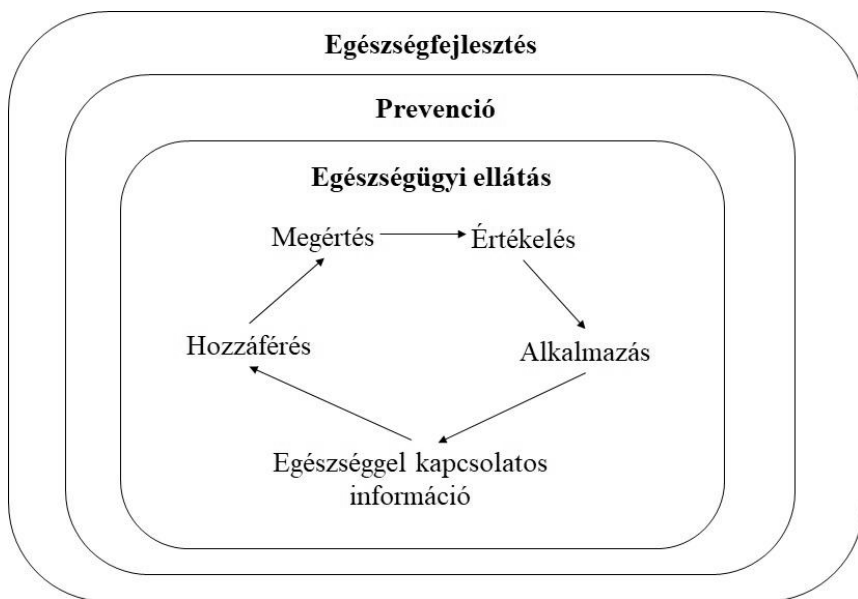 Egészségfejlesztés
Prevenció
Egészségügyi ellátás
Megértés
Értékelés
Hozzáférés
Alkalmazás
Egészséggel kapcsolatos
információ